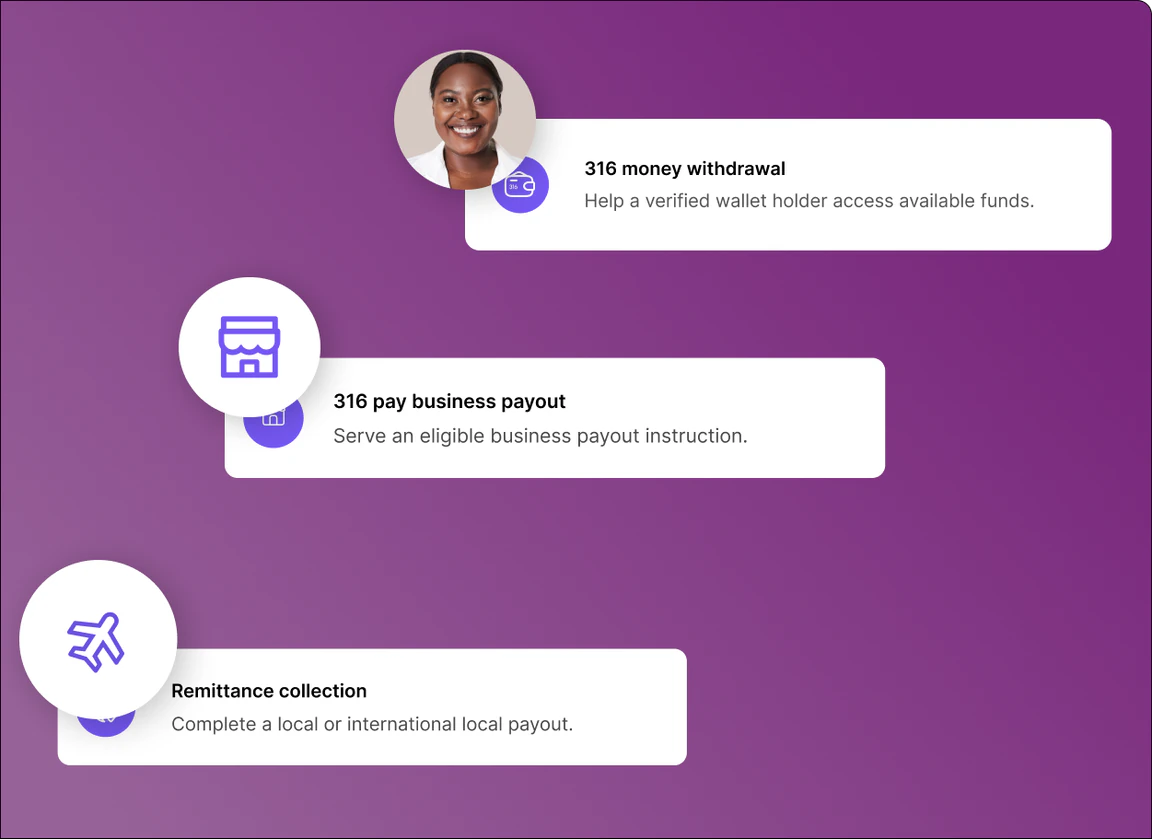 316 money withdrawal
316
Help a verified wallet holder access available funds.
316 pay business payout
Serve an eligible business payout instruction.
Remittance collection
Complete a local or international local payout.